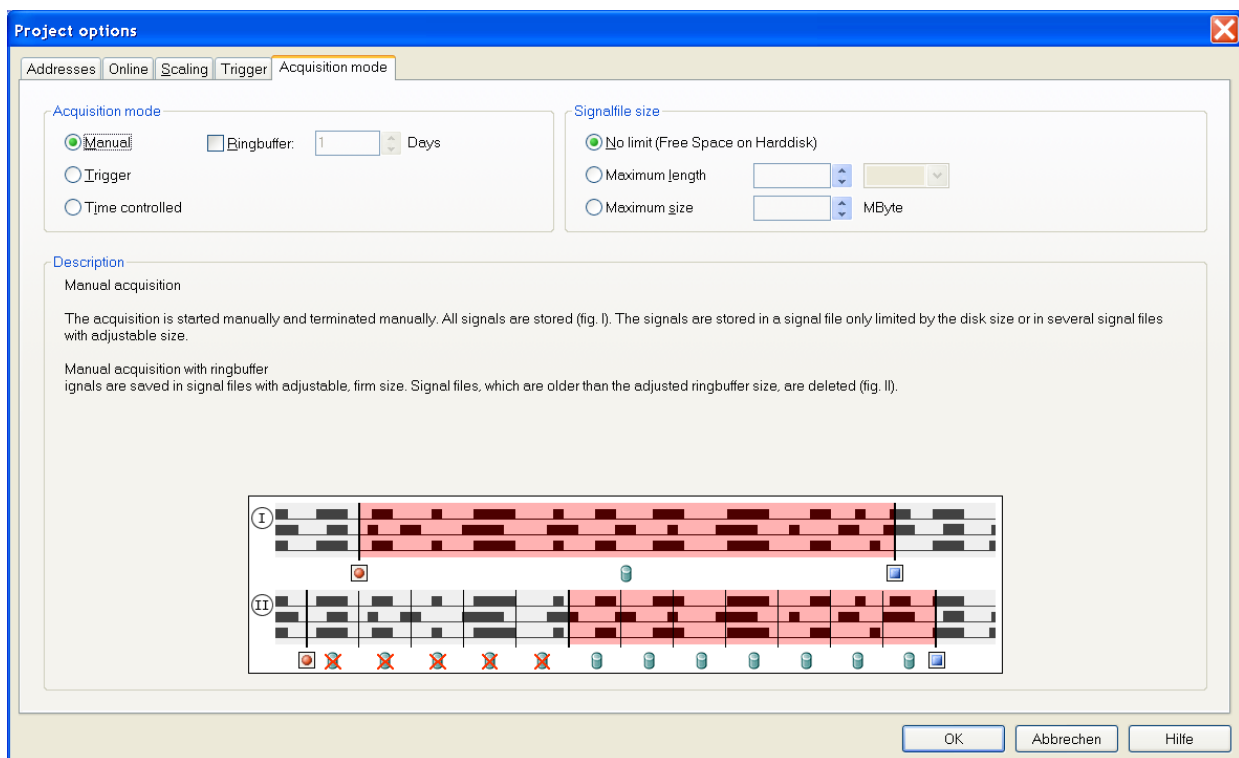 Project options
Addresses Online Scaling Trigger Acquisition mode
Acquisition mode
Manual Ringbuffer: 1 Days
Trigger
Time controlled
Signalfile size
No limit (Free Space on Harddisk)
Maximum length
Maximum size MByte
Description
Manual acquisition
The acquisition is started manually and terminated manually. All signals are stored (fig. I). The signals are stored in a signal file only limited by the disk size or in several signal files
with adjustable size.
Manual acquisition with ringbuffer
ignals are saved in signal files with adjustable, firm size. Signal files, which are older than the adjusted ringbuffer size, are deleted (fig. II).
I
II
OK Abbrechen Hilfe